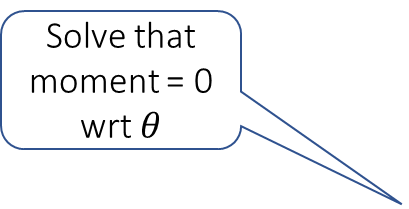 Solve that
moment = 0
wrt θ